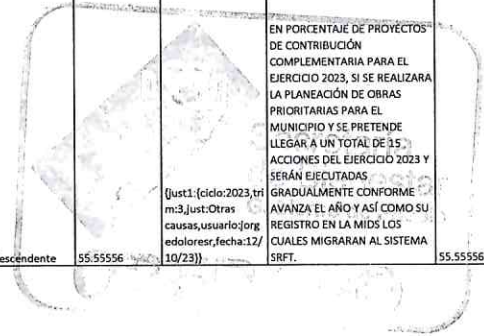 EN PORCENTAJE DE PROYECTOS
DE CONTRIBUCIÓN
COMPLEMENTARIA PARA EL
EJERCICIO 2023, SI SE REALIZARA
LA PLANEACIÓN DE OBRAS
PRIORITARIAS PARA EL
MUNICIPIO Y SE PRETENDE
LLEGAR A UN TOTAL DE 15
ACCIONES DEL EJERCICIO 2023 Y
SERÁN EJECUTADAS
{just1:{ciclo:2023,tri GRADUALMENTE CONFORME
m:3,just:Otras AVANZA EL AÑO Y ASÍ COMO SU
causas,usuario:jorg REGISTRO EN LA MIDS LOS
edoloresr,fecha:12/ CUALES MIGRARAN AL SISTEMA
escendente 55.55556 10/23}} SRFT. 55.55556